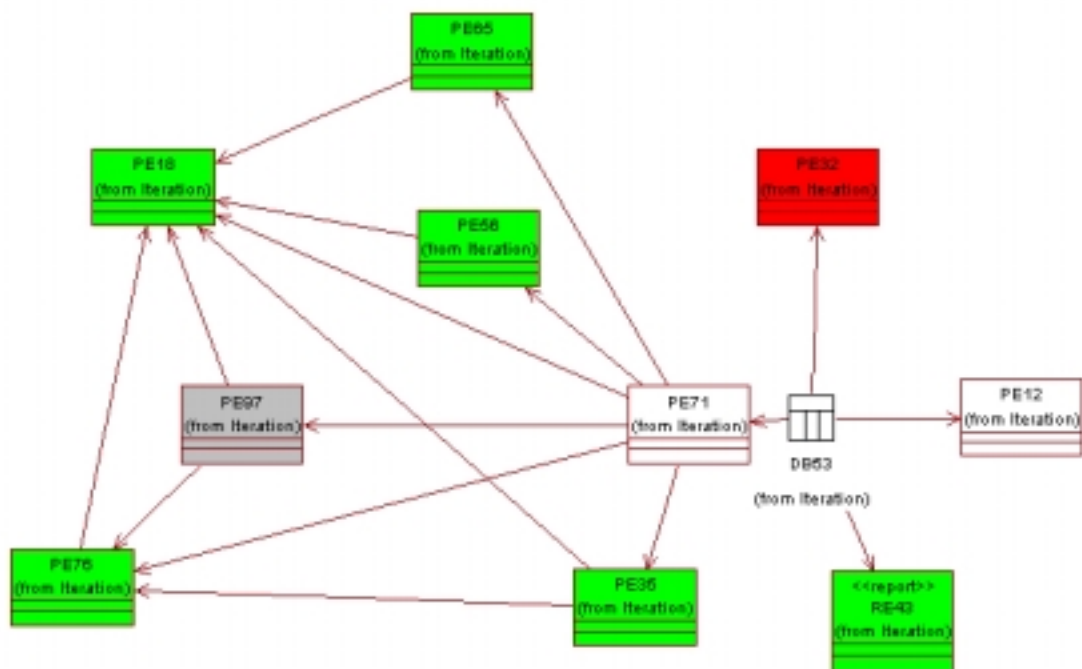 PE65
(from Iteration)
PE18
(from Iteration)
PE32
(from Iteration)
PE56
(from Iteration)
PE97
(from Iteration)
PE71
(from Iteration)
PE12
(from Iteration)
DB53
(from Iteration)
PE76
(from Iteration)
PE35
(from Iteration)
<<report>>
RE43
(from Iteration)